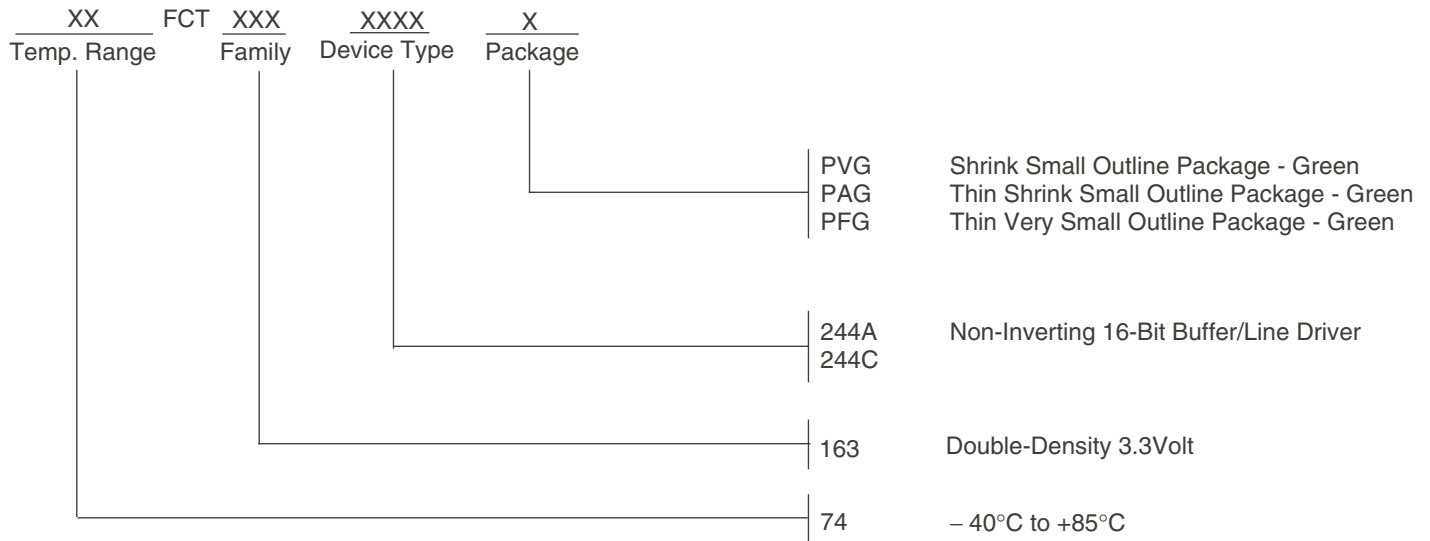 XX FCT XXX XXXX X
Temp. Range Family Device Type Package
PVG Shrink Small Outline Package - Green
PAG Thin Shrink Small Outline Package - Green
PFG Thin Very Small Outline Package - Green
244A Non-Inverting 16-Bit Buffer/Line Driver
244C
163 Double-Density 3.3Volt
74 – 40°C to +85°C